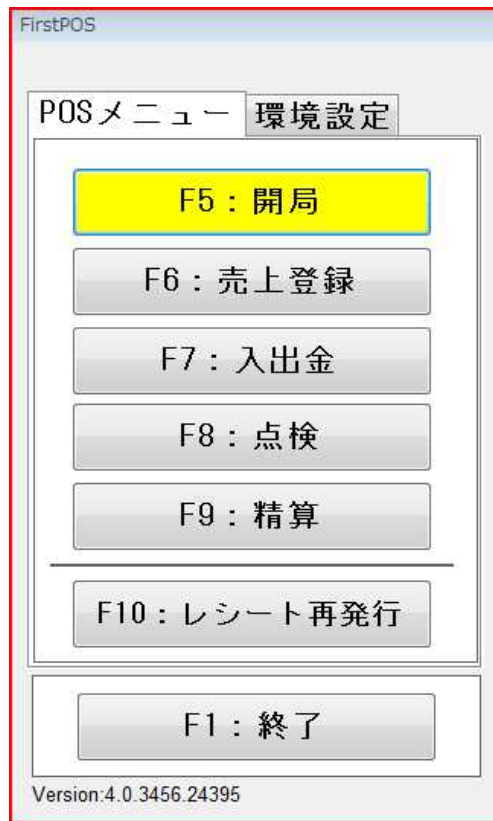 FirstPOS
POSメニュー 環境設定
F5：開局
F6：売上登録
F7：入出金
F8：点検
F9：精算
F10：レシート再発行
F1：終了
Version:4.0.3456.24395